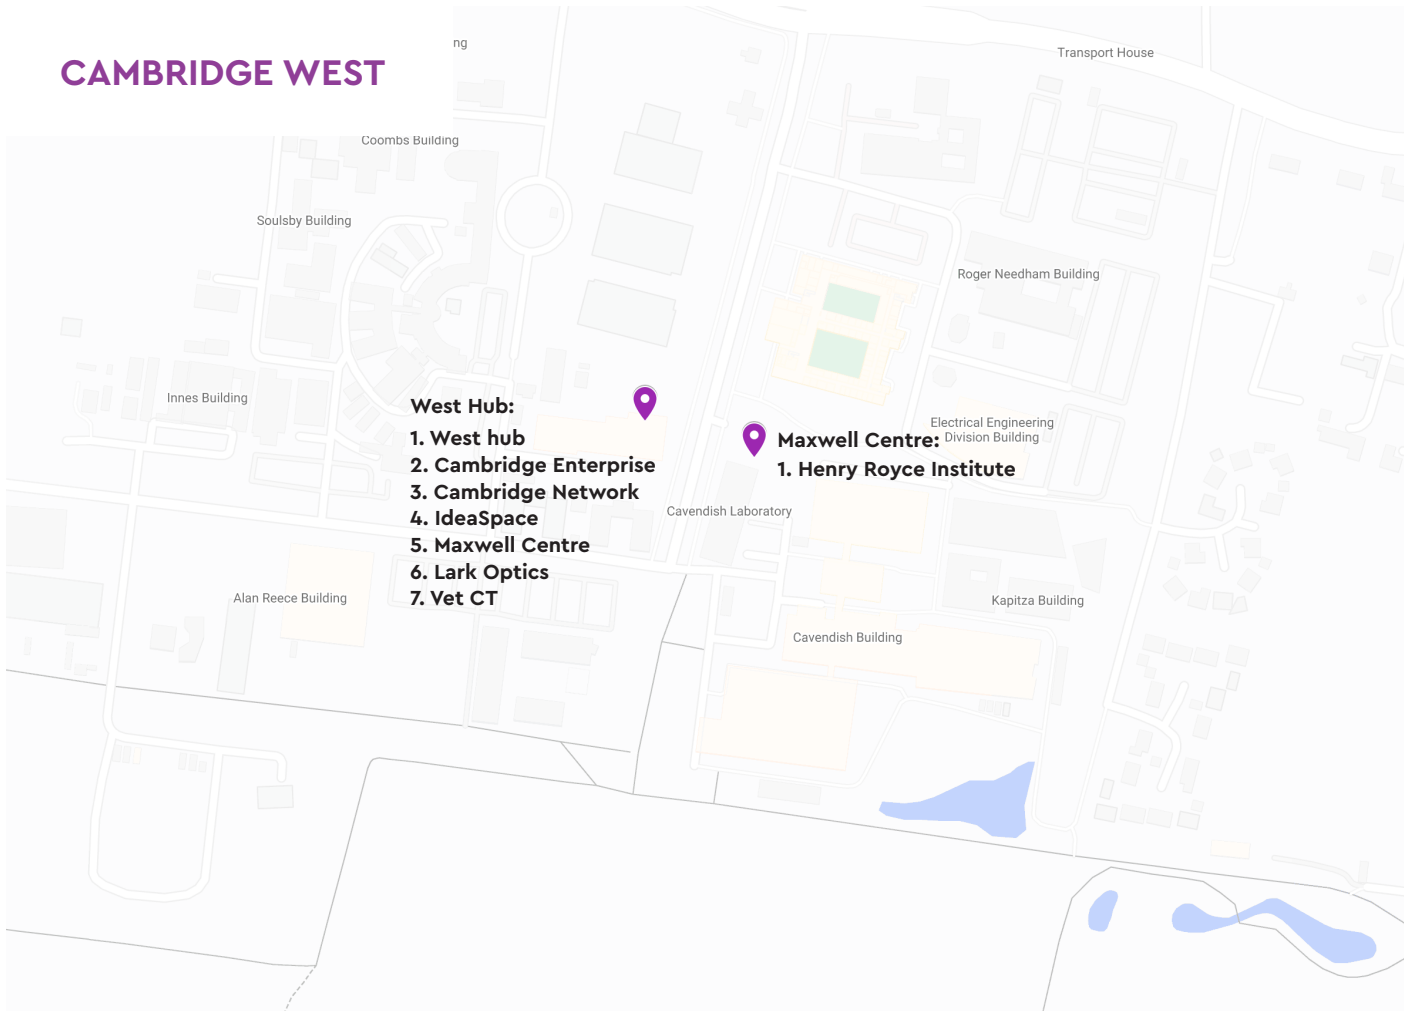 CAMBRIDGE WEST
Transport House
Coombs Building
Soulsby Building
Roger Needham Building
Innes Building
West Hub:
1. West hub
2. Cambridge Enterprise
3. Cambridge Network
4. IdeaSpace
5. Maxwell Centre
6. Lark Optics
7. Vet CT
Electrical Engineering
Division Building
Maxwell Centre:
1. Henry Royce Institute
Cavendish Laboratory
Alan Reece Building
Kapitza Building
Cavendish Building